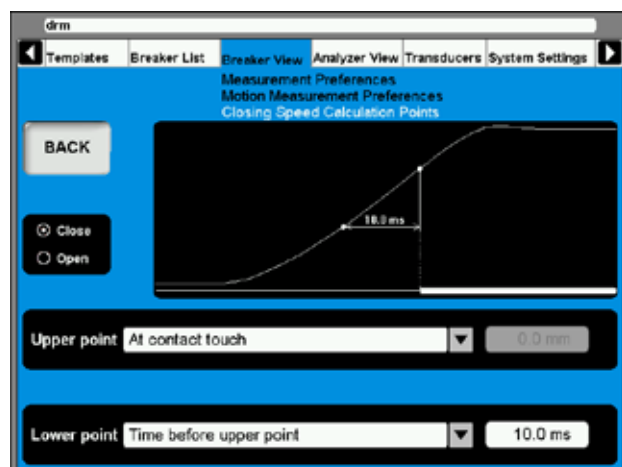 drm
Templates Breaker List Breaker View Analyzer View Transducers System Settings
Measurement Preferences
Motion Measurement Preferences
Closing Speed Calculation Points
BACK
10.0 ms
Close
Open
Upper point At contact touch 0.0 mm
Lower point Time before upper point 10.0 ms